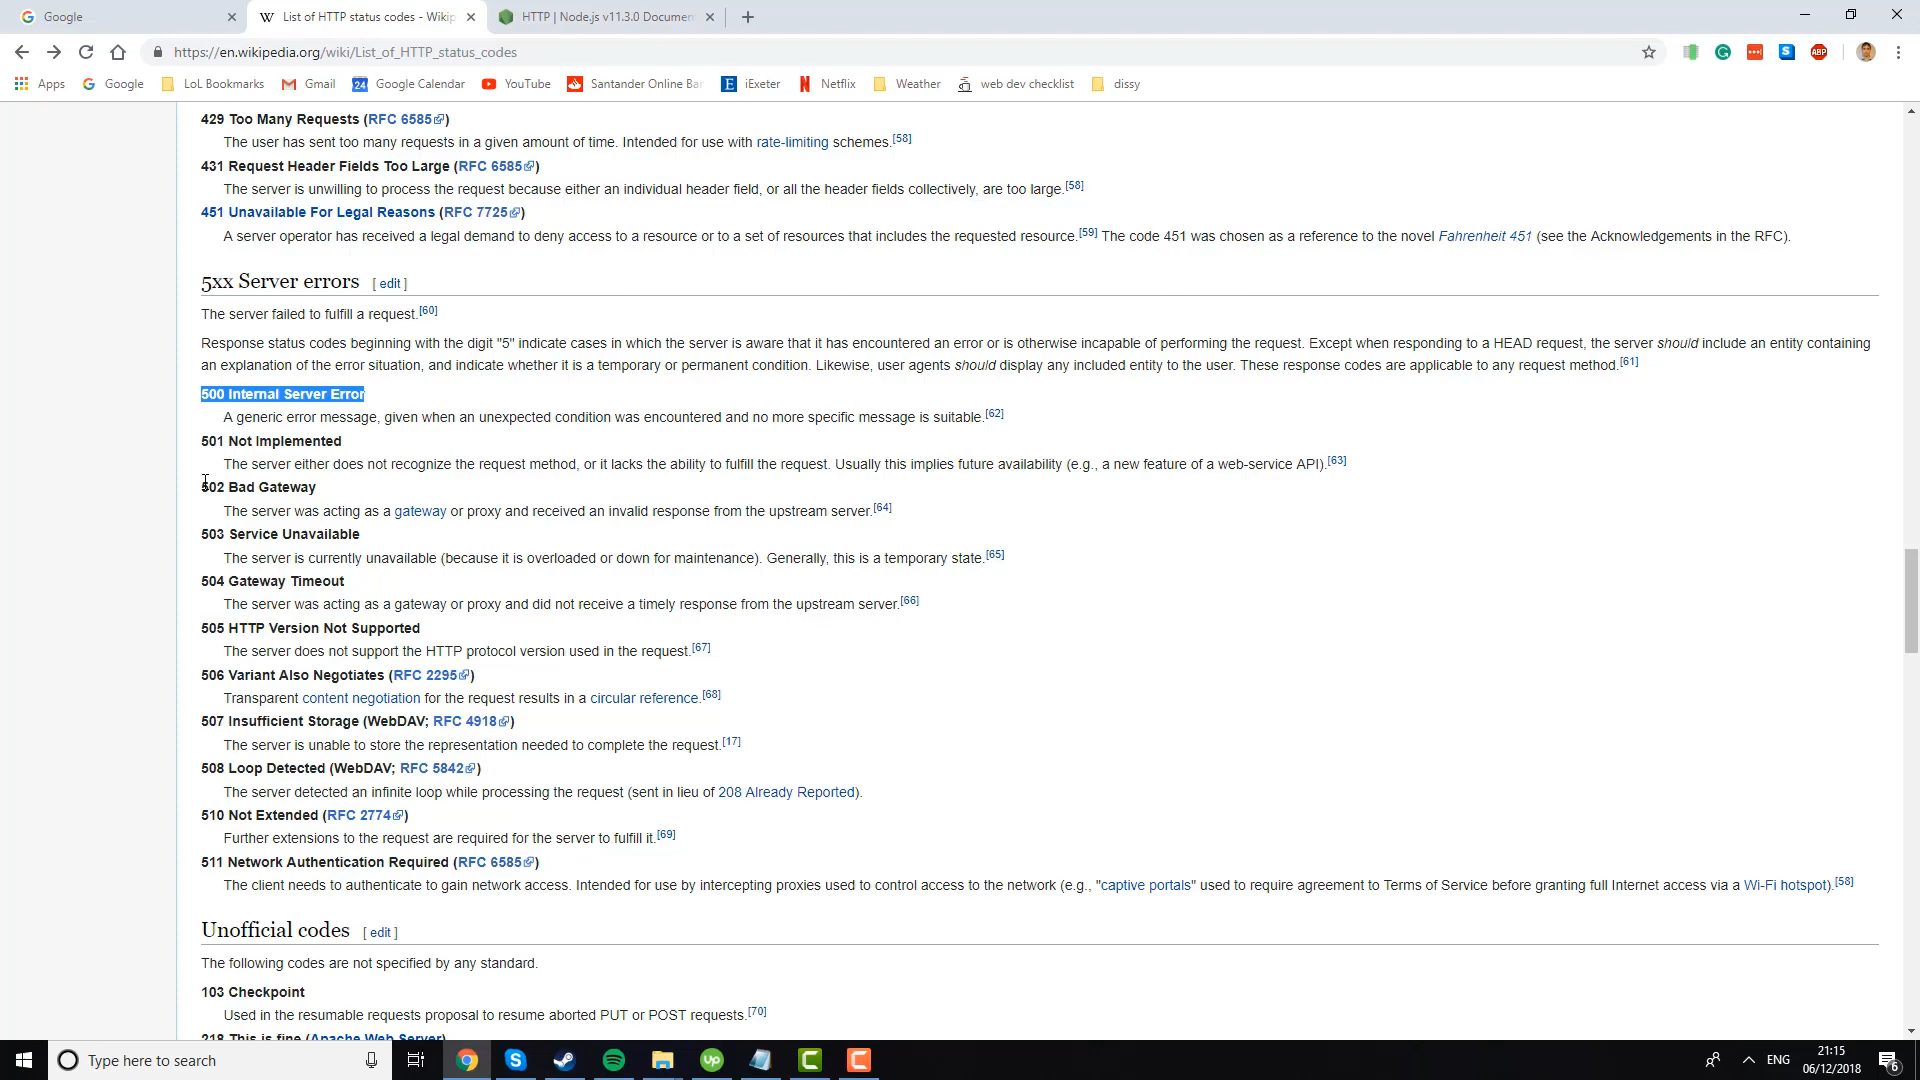 Google
List of HTTP status codes - Wikip
HTTP | Node.js v11.3.0 Documen
https://en.wikipedia.org/wiki/List_of_HTTP_status_codes
ABP
Apps
Google
LoL Bookmarks
Gmail
24
Google Calendar
YouTube
Santander Online Ba
iExeter
Netflix
Weather
web dev checklist
dissy
429 Too Many Requests (RFC 6585)
The user has sent too many requests in a given amount of time. Intended for use with rate-limiting schemes.[58]
431 Request Header Fields Too Large (RFC 6585)
The server is unwilling to process the request because either an individual header field, or all the header fields collectively, are too large.[58]
451 Unavailable For Legal Reasons (RFC 7725)
A server operator has received a legal demand to deny access to a resource or to a set of resources that includes the requested resource.[59] The code 451 was chosen as a reference to the novel Fahrenheit 451 (see the Acknowledgements in the RFC).
5xx Server errors [ edit ]
The server failed to fulfill a request.[60]
Response status codes beginning with the digit "5" indicate cases in which the server is aware that it has encountered an error or is otherwise incapable of performing the request. Except when responding to a HEAD request, the server should include an entity containing
an explanation of the error situation, and indicate whether it is a temporary or permanent condition. Likewise, user agents should display any included entity to the user. These response codes are applicable to any request method.[61]
500 Internal Server Error
A generic error message, given when an unexpected condition was encountered and no more specific message is suitable.[62]
501 Not Implemented
The server either does not recognize the request method, or it lacks the ability to fulfill the request. Usually this implies future availability (e.g., a new feature of a web-service API).[63]
502 Bad Gateway
The server was acting as a gateway or proxy and received an invalid response from the upstream server.[64]
503 Service Unavailable
The server is currently unavailable (because it is overloaded or down for maintenance). Generally, this is a temporary state.[65]
504 Gateway Timeout
The server was acting as a gateway or proxy and did not receive a timely response from the upstream server.[66]
505 HTTP Version Not Supported
The server does not support the HTTP protocol version used in the request.[67]
506 Variant Also Negotiates (RFC 2295)
Transparent content negotiation for the request results in a circular reference.[68]
507 Insufficient Storage (WebDAV; RFC 4918)
The server is unable to store the representation needed to complete the request.[17]
508 Loop Detected (WebDAV; RFC 5842)
The server detected an infinite loop while processing the request (sent in lieu of 208 Already Reported).
510 Not Extended (RFC 2774)
Further extensions to the request are required for the server to fulfill it.[69]
511 Network Authentication Required (RFC 6585)
The client needs to authenticate to gain network access. Intended for use by intercepting proxies used to control access to the network (e.g., "captive portals" used to require agreement to Terms of Service before granting full Internet access via a Wi-Fi hotspot).[58]
Unofficial codes [ edit ]
The following codes are not specified by any standard.
103 Checkpoint
Used in the resumable requests proposal to resume aborted PUT or POST requests.[70]
218 This is fine (Apache Web Server)
Type here to search
ENG
21:15
06/12/2018
6